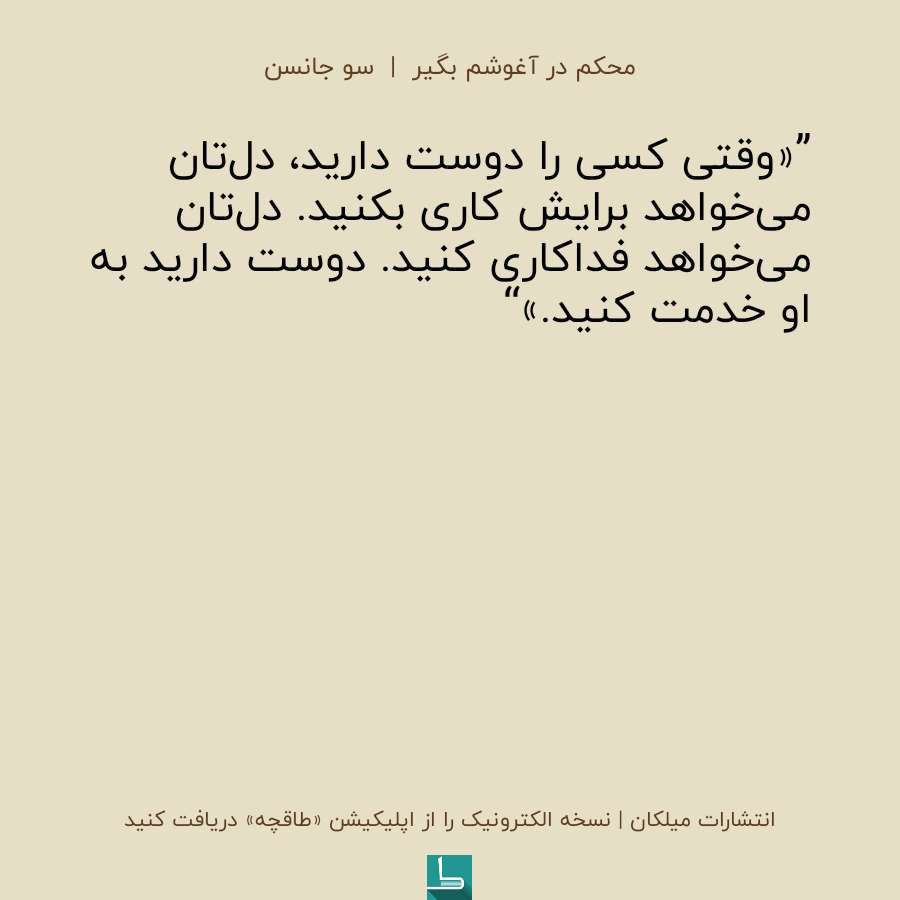 محکم در آغوشم بگیر | سو جانسن
”«وقتی کسی را دوست دارید، دل‌تان
می‌خواهد برایش کاری بکنید. دل‌تان
می‌خواهد فداکاری کنید. دوست دارید به
او خدمت کنید.»“
انتشارات میلکان | نسخه الکترونیک را از اپلیکیشن «طاقچه» دریافت کنید